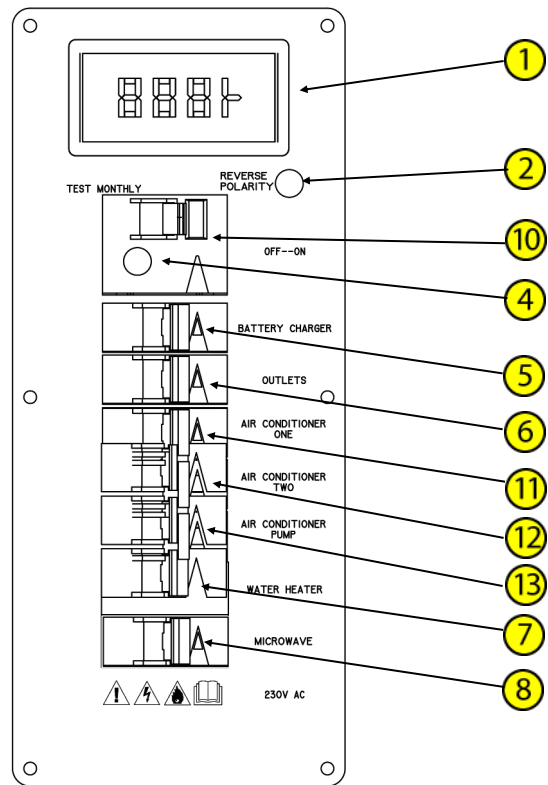 1
REVERSE
POLARITY
2
TEST MONTHLY
10
OFF--ON
4
BATTERY CHARGER
5
OUTLETS
6
AIR CONDITIONER
ONE
11
AIR CONDITIONER
TWO
12
AIR CONDITIONER
PUMP
13
WATER HEATER
7
MICROWAVE
8
230V AC